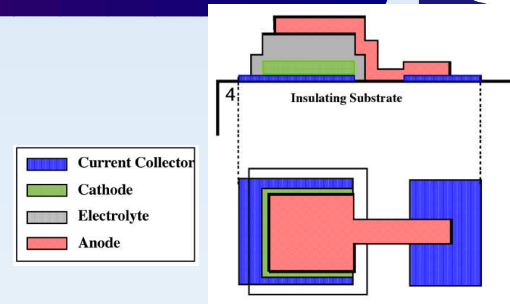 4
Insulating Substrate
Current Collector
Cathode
Electrolyte
Anode